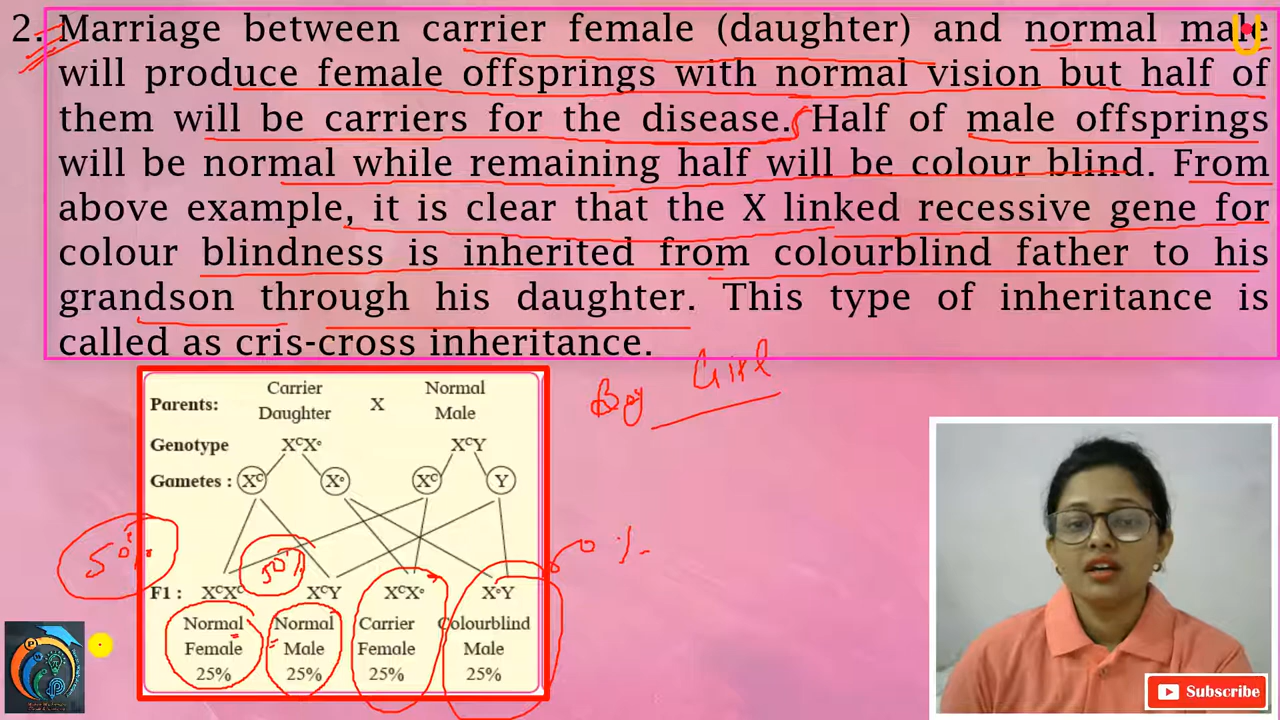 2. Marriage between carrier female (daughter) and normal male
will produce female offsprings with normal vision but half of
them will be carriers for the disease. Half of male offsprings
will be normal while remaining half will be colour blind. From
above example, it is clear that the X linked recessive gene for
colour blindness is inherited from colourblind father to his
grandson through his daughter. This type of inheritance is
called as cris-cross inheritance.
Boy Girl
Parents: Carrier Daughter X Normal Male
Genotype XᶜXᶜ XᶜY
Gametes : Xᶜ Xᶜ Xᶜ Y
50% 50% 50%
F1 : XᶜXᶜ XᶜY XᶜXᶜ XᶜY
Normal Normal Carrier Colourblind
Female Male Female Male
25% 25% 25% 25%
Subscribe